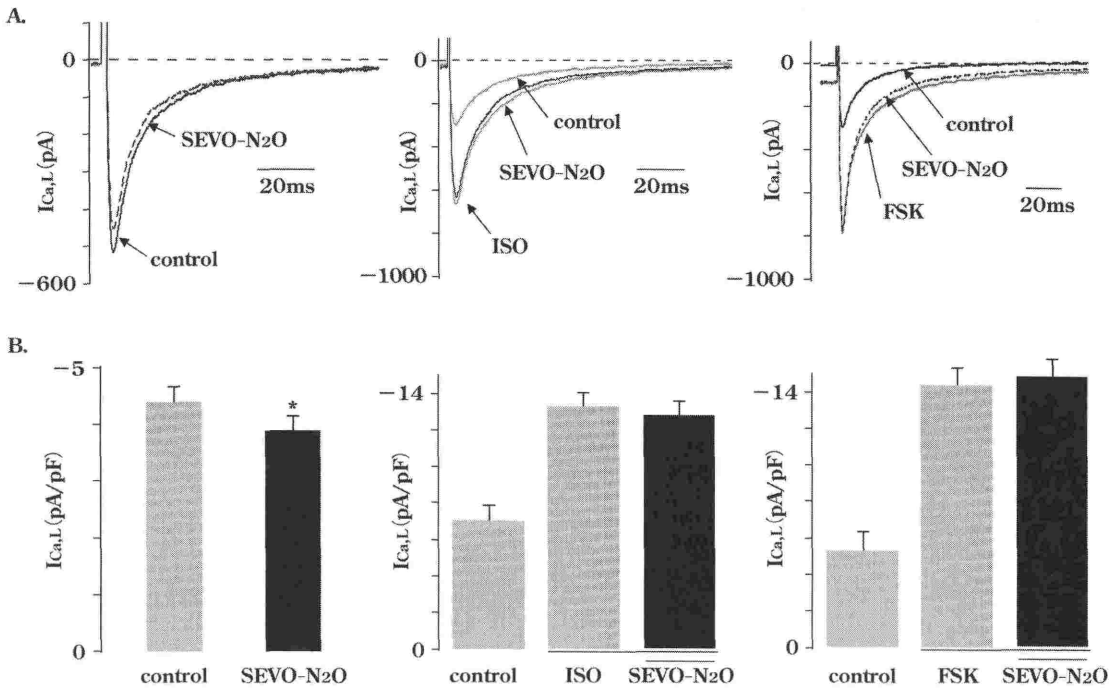 A.
0
SEVO-N2O
control
20ms
ICa,L(pA)
−600
0
control
SEVO-N2O
ISO
20ms
ICa,L(pA)
−1000
0
control
SEVO-N2O
FSK
20ms
ICa,L(pA)
−1000
B.
−5
*
ICa,L(pA/pF)
0
control SEVO-N2O
−14
ICa,L(pA/pF)
0
control ISO SEVO-N2O
−14
ICa,L(pA/pF)
0
control FSK SEVO-N2O